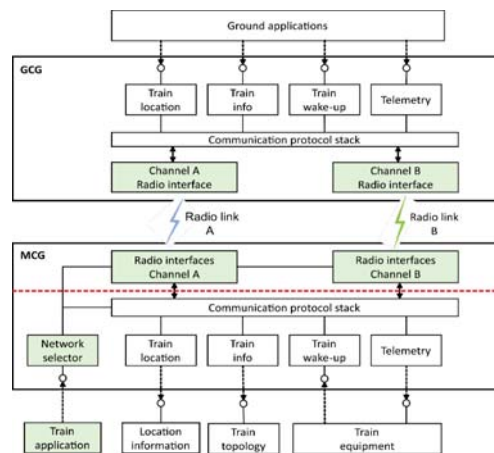 Ground applications
GCG
Train
location
Train
info
Train
wake-up
Telemetry
Communication protocol stack
Channel A
Radio interface
Channel B
Radio interface
Radio link
A
Radio link
B
MCG
Radio interfaces
Channel A
Radio interfaces
Channel B
Communication protocol stack
Network
selector
Train
location
Train
info
Train
wake-up
Telemetry
Train
application
Location
information
Train
topology
Train
equipment